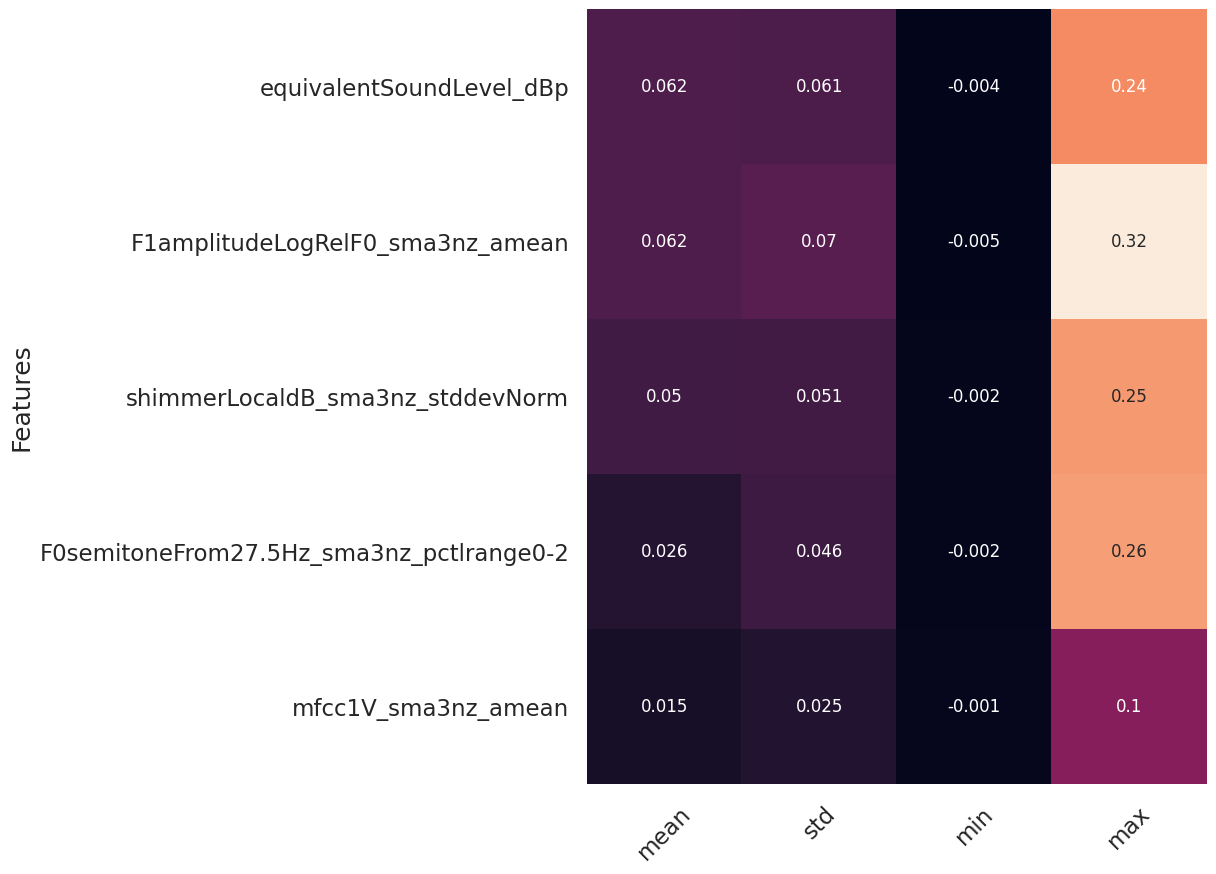 Features
equivalentSoundLevel_dBp 0.062 0.061 -0.004 0.24
F1amplitudeLogRelF0_sma3nz_amean 0.062 0.07 -0.005 0.32
shimmerLocaldB_sma3nz_stddevNorm 0.05 0.051 -0.002 0.25
F0semitoneFrom27.5Hz_sma3nz_pctlrange0-2 0.026 0.046 -0.002 0.26
mfcc1V_sma3nz_amean 0.015 0.025 -0.001 0.1
mean std min max